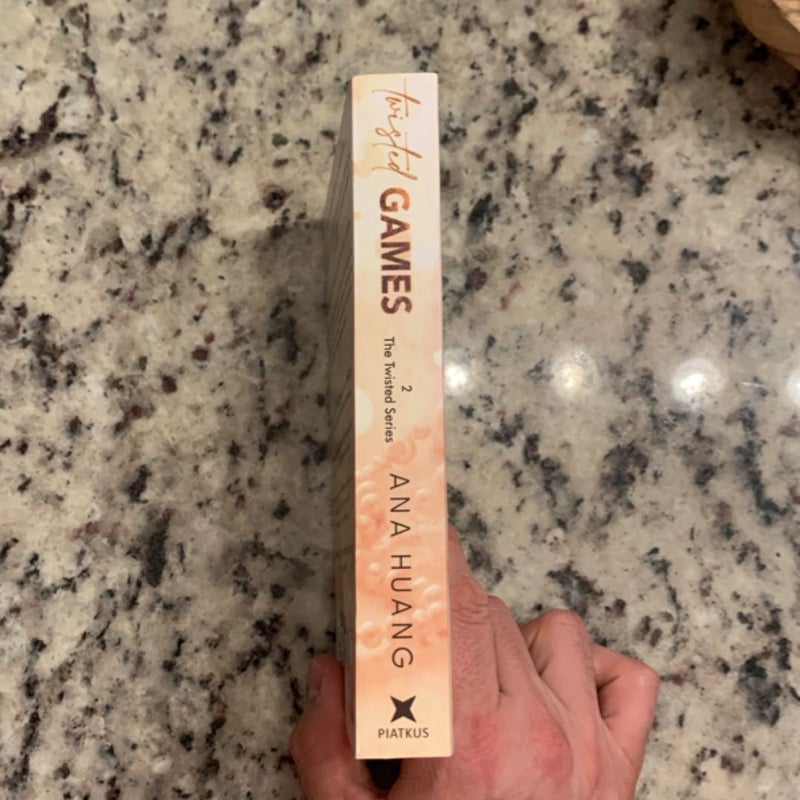 twisted
GAMES
2
The Twisted Series
ANA HUANG
PIATKUS